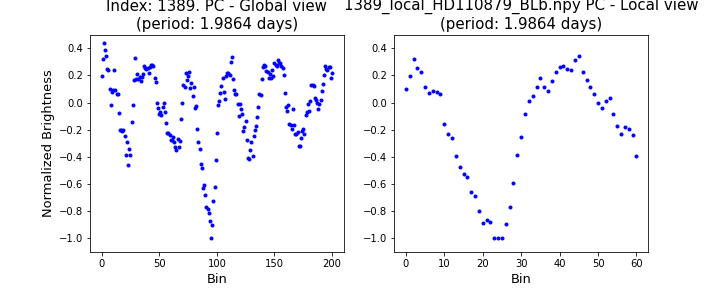 Index: 1389. PC - Global view
(period: 1.9864 days)
1389_local_HD110879_BLb.npy PC - Local view
(period: 1.9864 days)
Normalized Brightness
0.4
0.2
0.0
−0.2
−0.4
−0.6
−0.8
−1.0
0 50 100 150 200
Bin
0.4
0.2
0.0
−0.2
−0.4
−0.6
−0.8
−1.0
0 10 20 30 40 50 60
Bin